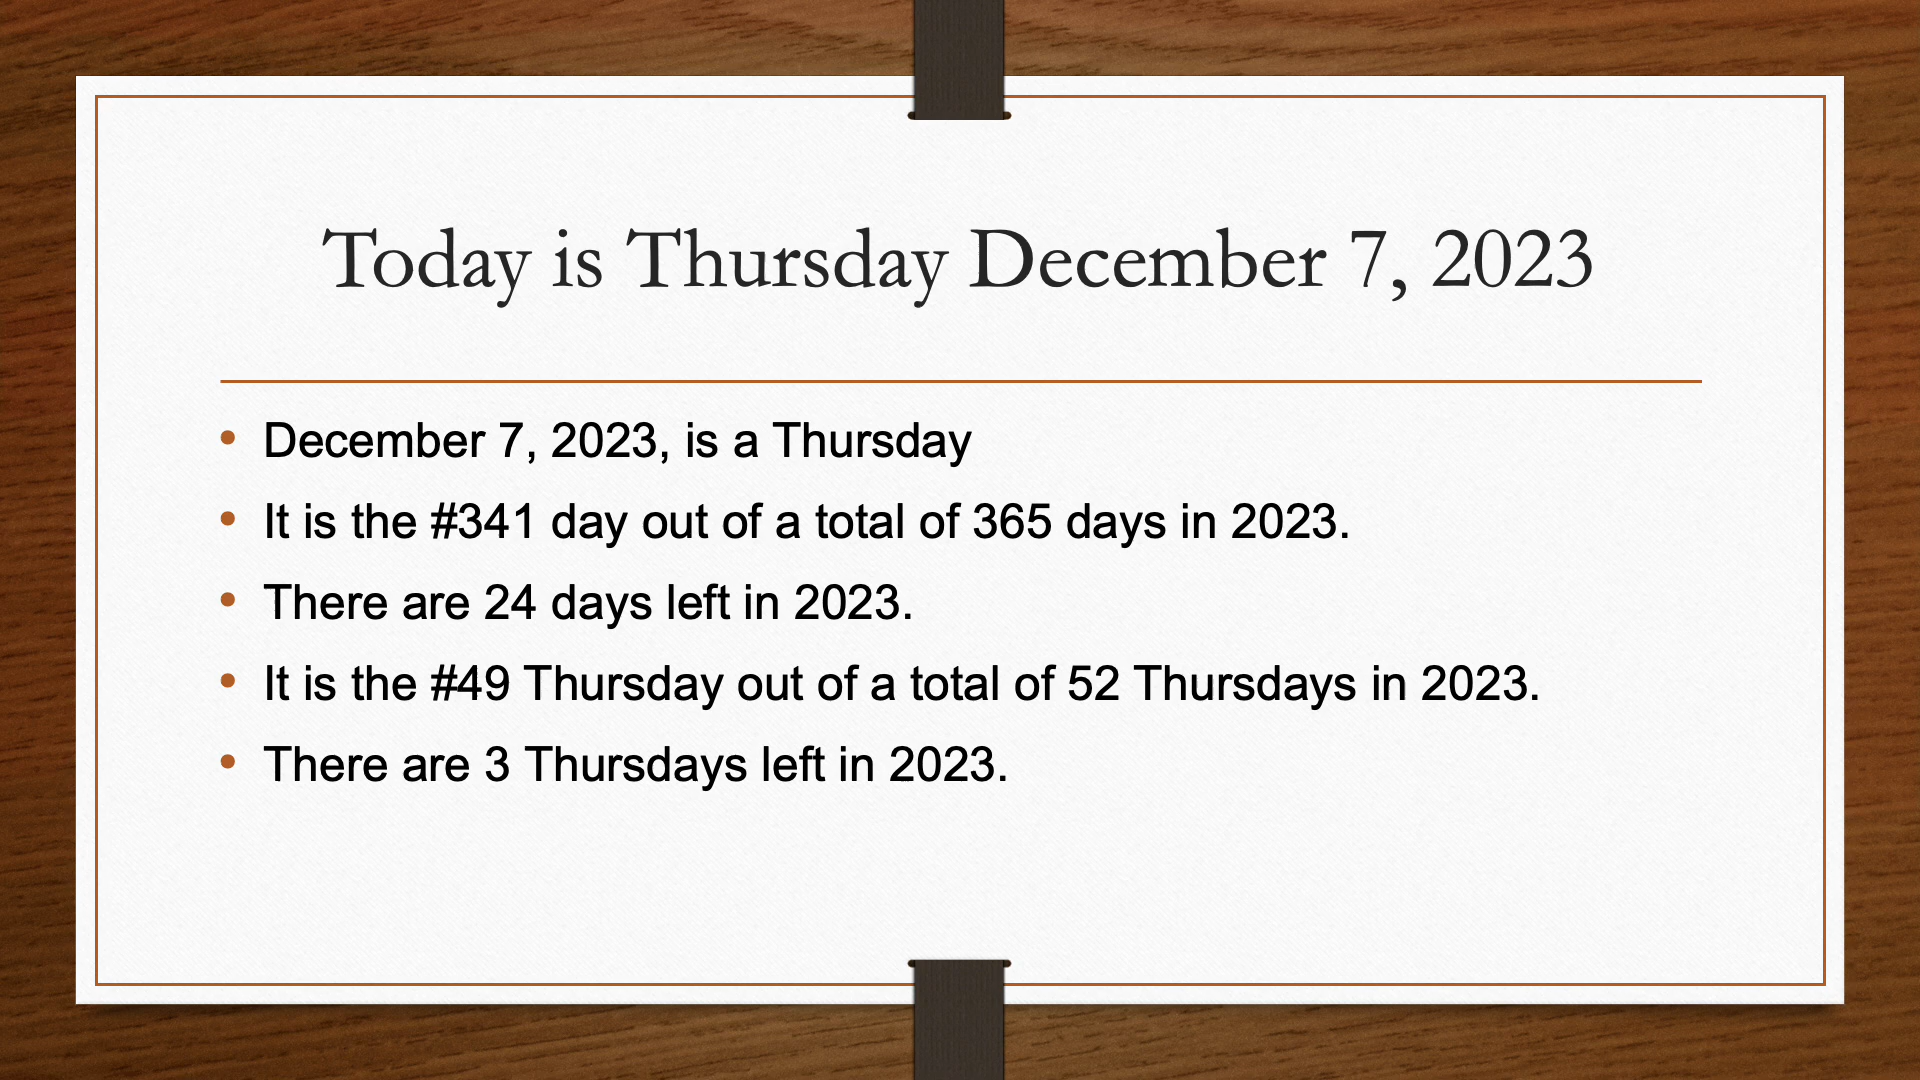 Today is Thursday December 7, 2023
• December 7, 2023, is a Thursday
• It is the #341 day out of a total of 365 days in 2023.
• There are 24 days left in 2023.
• It is the #49 Thursday out of a total of 52 Thursdays in 2023.
• There are 3 Thursdays left in 2023.